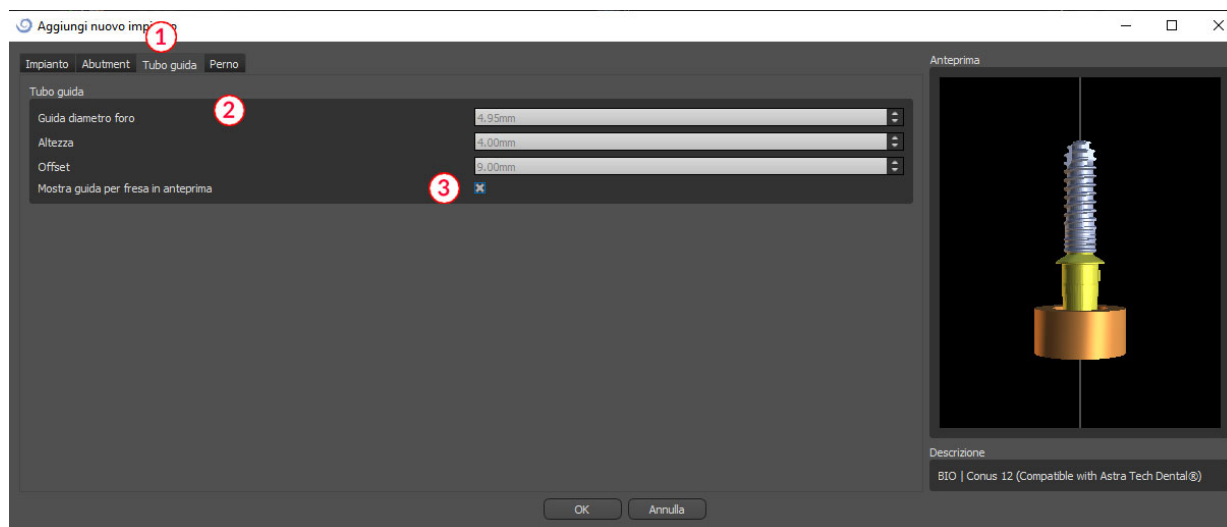 Aggiungi nuovo impianto
1
Impianto Abutment Tubo guida Perno
Anteprima
Tubo guida
2
Guida diametro foro 4.95mm
Altezza 4.00mm
Offset 9.00mm
Mostra guida per fresa in anteprima
3
Descrizione
BIO | Conus 12 (Compatible with Astra Tech Dental®)
OK Annulla